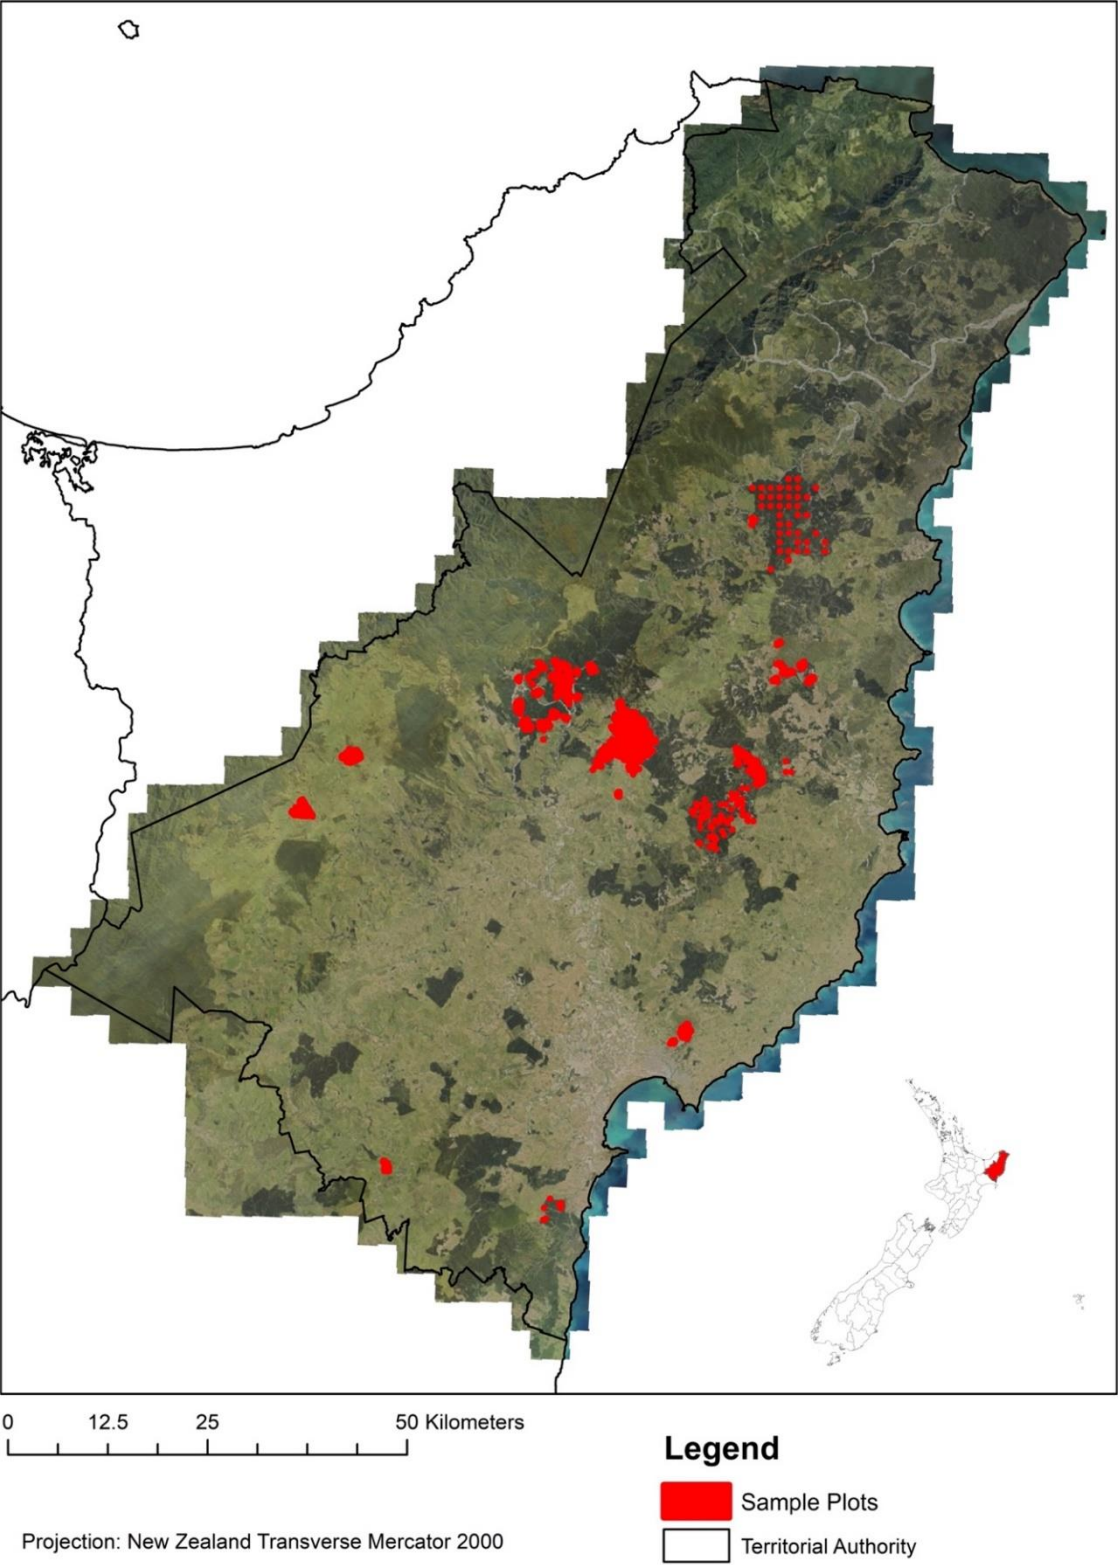 0 12.5 25 50 Kilometers
Legend
Sample Plots
Projection: New Zealand Transverse Mercator 2000
Territorial Authority